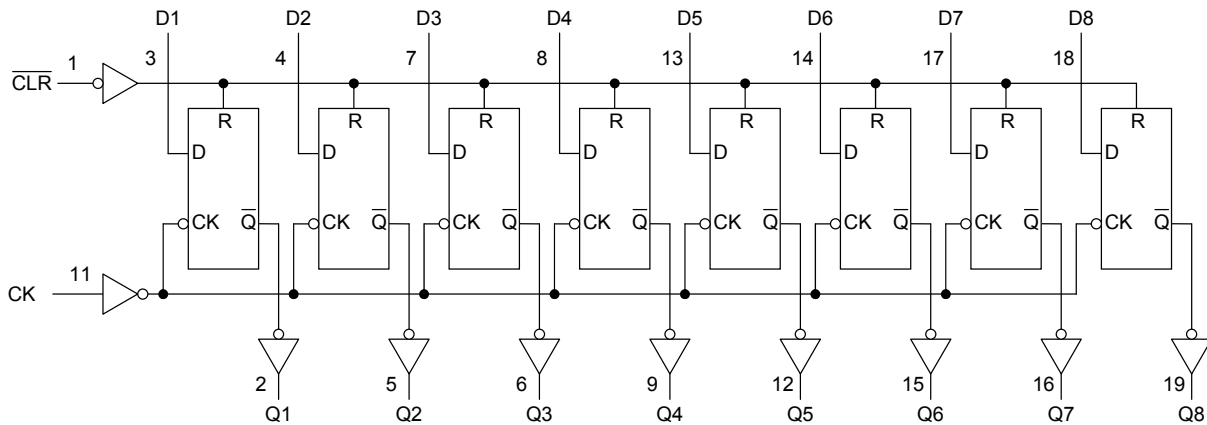 D1 D2 D3 D4 D5 D6 D7 D8
1 3 4 7 8 13 14 17 18
C̅L̅R̅
R R R R R R R R
D D D D D D D D
CK Q̅ CK Q̅ CK Q̅ CK Q̅ CK Q̅ CK Q̅ CK Q̅ CK Q̅
11
CK
2 5 6 9 12 15 16 19
Q1 Q2 Q3 Q4 Q5 Q6 Q7 Q8